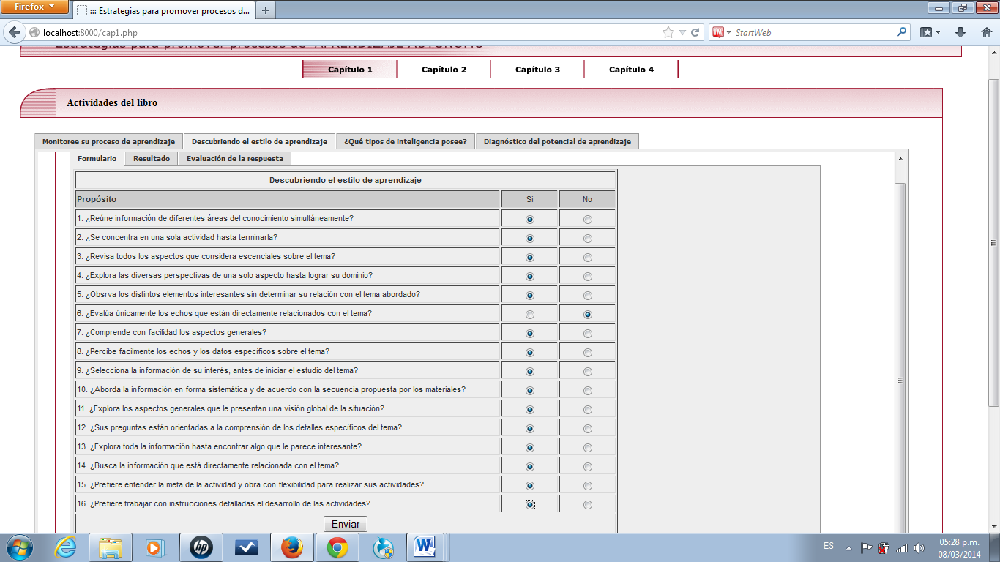 Firefox
::: Estrategias para promover procesos d...
localhost:8000/cap1.php
StartWeb
Estrategias para promover procesos de "APRENDIZAJE AUTÓNOMO"
Capítulo 1 Capítulo 2 Capítulo 3 Capítulo 4
Actividades del libro
Monitoree su proceso de aprendizaje Descubriendo el estilo de aprendizaje ¿Qué tipos de inteligencia posee? Diagnóstico del potencial de aprendizaje
Formulario Resultado Evaluación de la respuesta
Descubriendo el estilo de aprendizaje
Propósito Si No
1. ¿Reúne información de diferentes áreas del conocimiento simultáneamente?
2. ¿Se concentra en una sola actividad hasta terminarla?
3. ¿Revisa todos los aspectos que considera escenciales sobre el tema?
4. ¿Explora las diversas perspectivas de una solo aspecto hasta lograr su dominio?
5. ¿Obsrva los distintos elementos interesantes sin determinar su relación con el tema abordado?
6. ¿Evalúa únicamente los echos que están directamente relacionados con el tema?
7. ¿Comprende con facilidad los aspectos generales?
8. ¿Percibe facilmente los echos y los datos específicos sobre el tema?
9. ¿Selecciona la información de su interés, antes de iniciar el estudio del tema?
10. ¿Aborda la información en forma sistemática y de acuerdo con la secuencia propuesta por los materiales?
11. ¿Explora los aspectos generales que le presentan una visión global de la situación?
12. ¿Sus preguntas están orientadas a la comprensión de los detalles específicos del tema?
13. ¿Explora toda la información hasta encontrar algo que le parece interesante?
14. ¿Busca la información que está directamente relacionada con el tema?
15. ¿Prefiere entender la meta de la actividad y obra con flexibilidad para realizar sus actividades?
16. ¿Prefiere trabajar con instrucciones detalladas el desarrollo de las actividades?
Enviar
ES
05:28 p.m.
08/03/2014